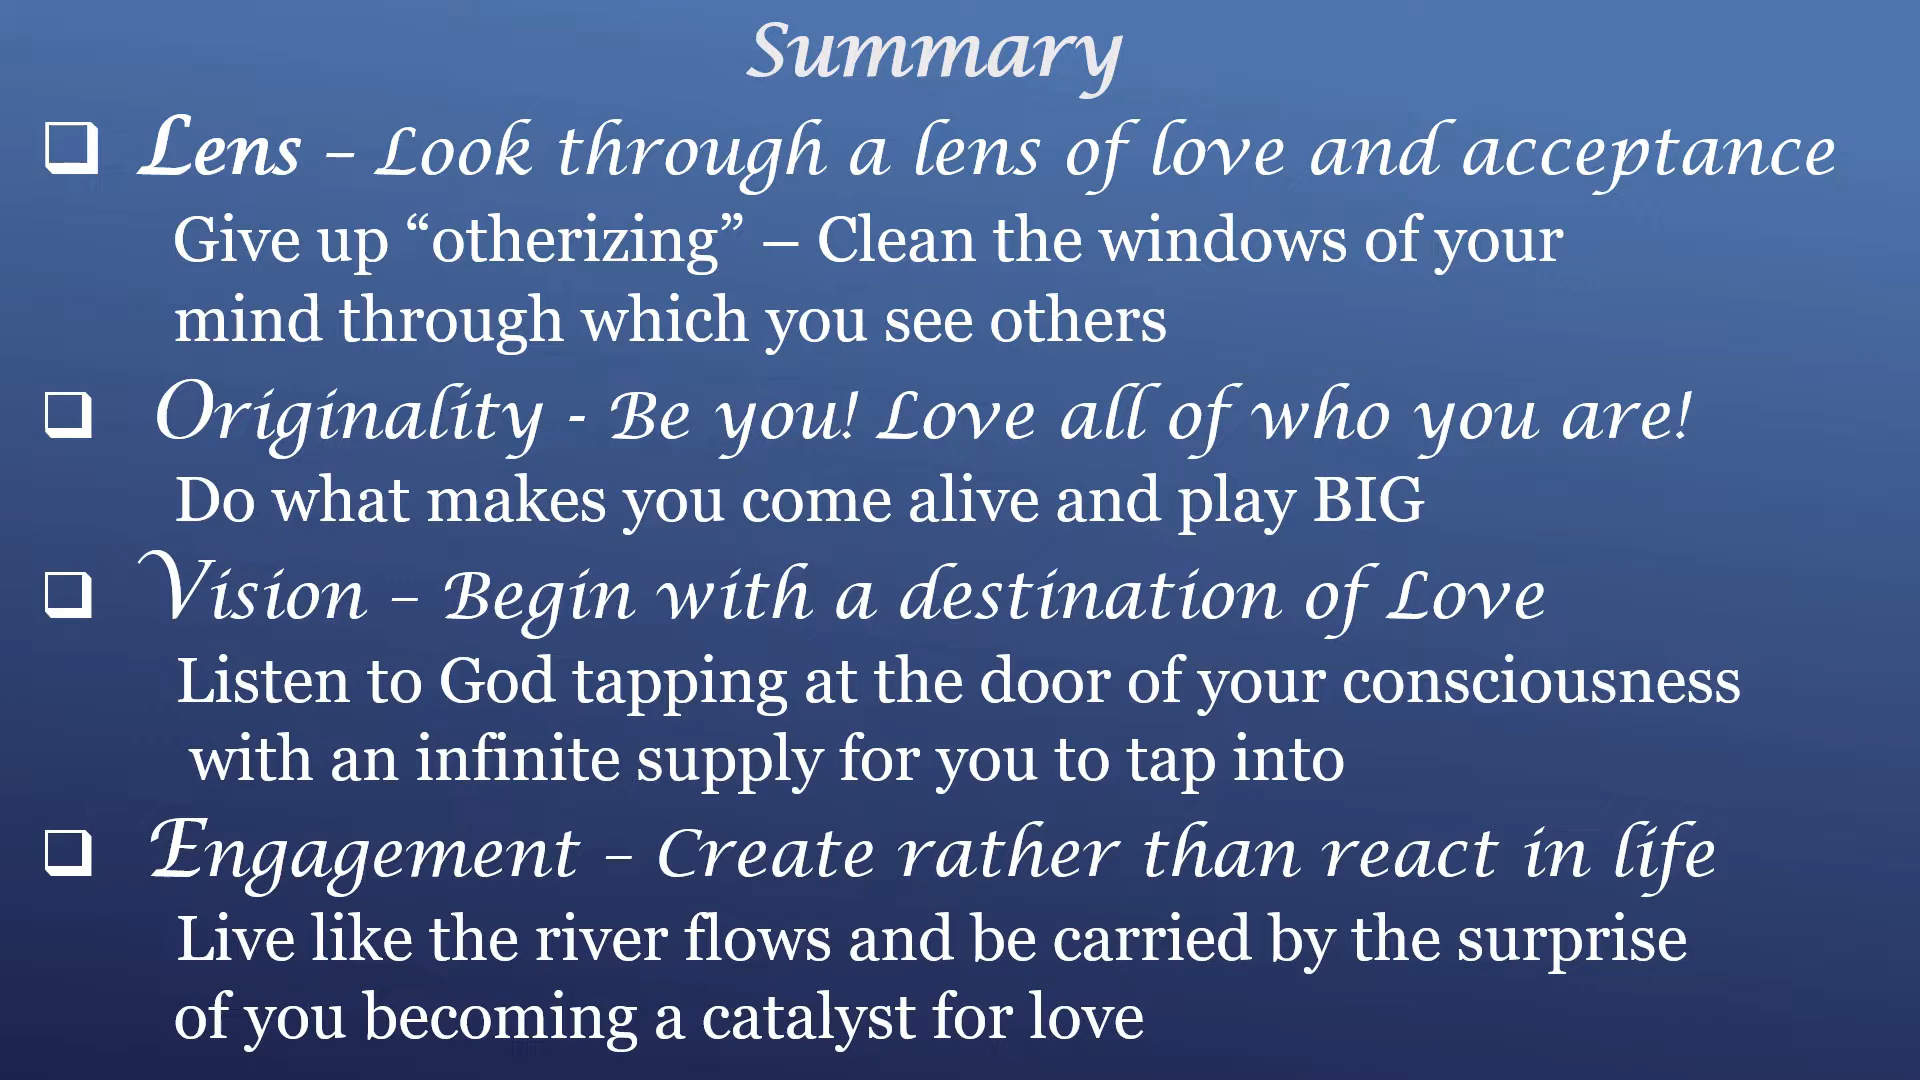 Summary
❑ Lens – Look through a lens of love and acceptance
Give up “otherizing” – Clean the windows of your
mind through which you see others
❑ Originality - Be you! Love all of who you are!
Do what makes you come alive and play BIG
❑ Vision – Begin with a destination of Love
Listen to God tapping at the door of your consciousness
with an infinite supply for you to tap into
❑ Engagement – Create rather than react in life
Live like the river flows and be carried by the surprise
of you becoming a catalyst for love